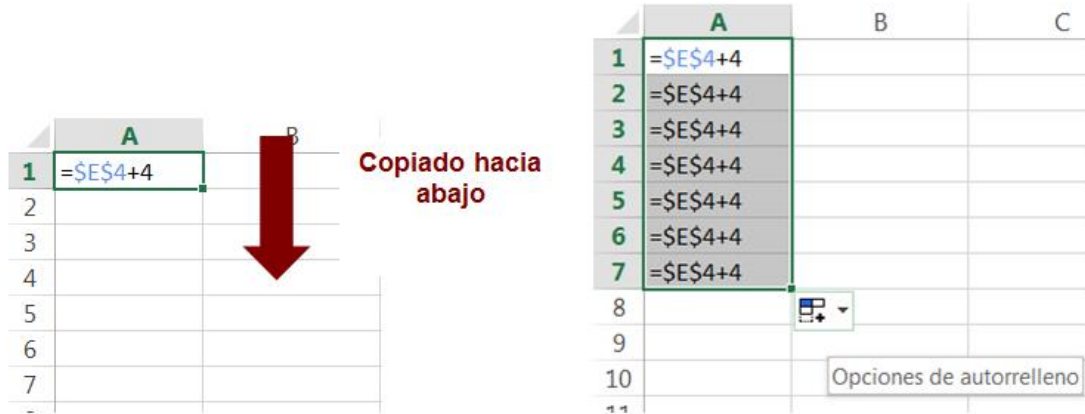 A B
1 =$E$4+4
2
3
4
5
6
7
Copiado hacia
abajo
A B C
1 =$E$4+4
2 =$E$4+4
3 =$E$4+4
4 =$E$4+4
5 =$E$4+4
6 =$E$4+4
7 =$E$4+4
8
9
10 Opciones de autorrelleno
11